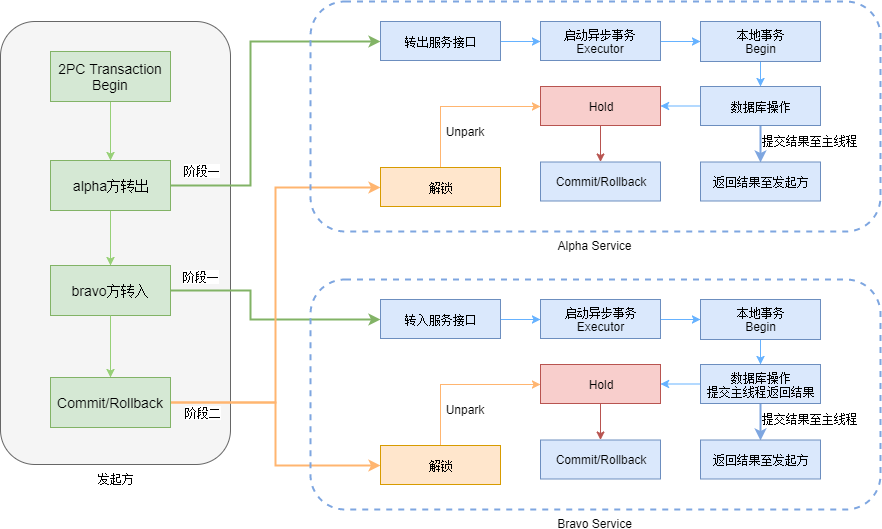 2PC Transaction
Begin
alpha方转出
bravo方转入
Commit/Rollback
发起方
阶段一
阶段一
阶段二
转出服务接口
启动异步事务
Executor
本地事务
Begin
Hold
数据库操作
Unpark
提交结果至主线程
解锁
Commit/Rollback
返回结果至发起方
Alpha Service
转入服务接口
启动异步事务
Executor
本地事务
Begin
Hold
数据库操作
提交主线程返回结果
Unpark
提交结果至主线程
解锁
Commit/Rollback
返回结果至发起方
Bravo Service